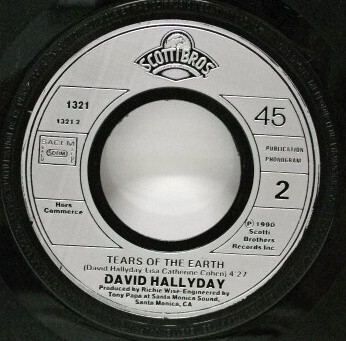 SCOTTI BROS.
1321
1321 2
45
SACEM
SDRM
PUBLICATION
PHONOGRAM
2
Hors
Commerce
℗ 1990
Scotti
Brothers
Records Inc.
TEARS OF THE EARTH
(David Hallyday, Lisa Catherine Cohen) 4'27
DAVID HALLYDAY
Produced by Richie Wise-Engineered by
Tony Papa at Santa Monica Sound,
Santa Monica, CA